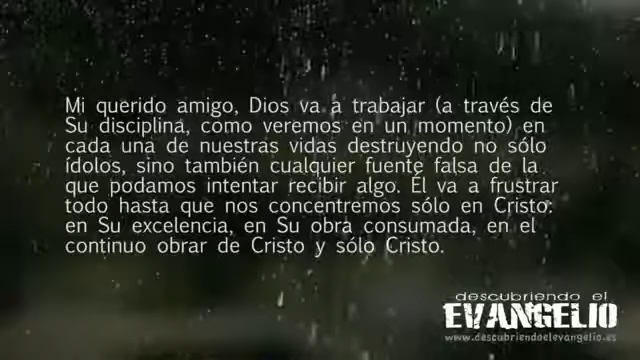 Mi querido amigo, Dios va a trabajar (a través de
Su disciplina, como veremos en un momento) en
cada una de nuestras vidas destruyendo no sólo
ídolos, sino también cualquier fuente falsa de la
que podamos intentar recibir algo. Él va a frustrar
todo hasta que nos concentremos sólo en Cristo:
en Su excelencia, en Su obra consumada, en el
continuo obrar de Cristo y sólo Cristo.
descubriendo el
EVANGELIO
www.descubriendoelevangelio.es